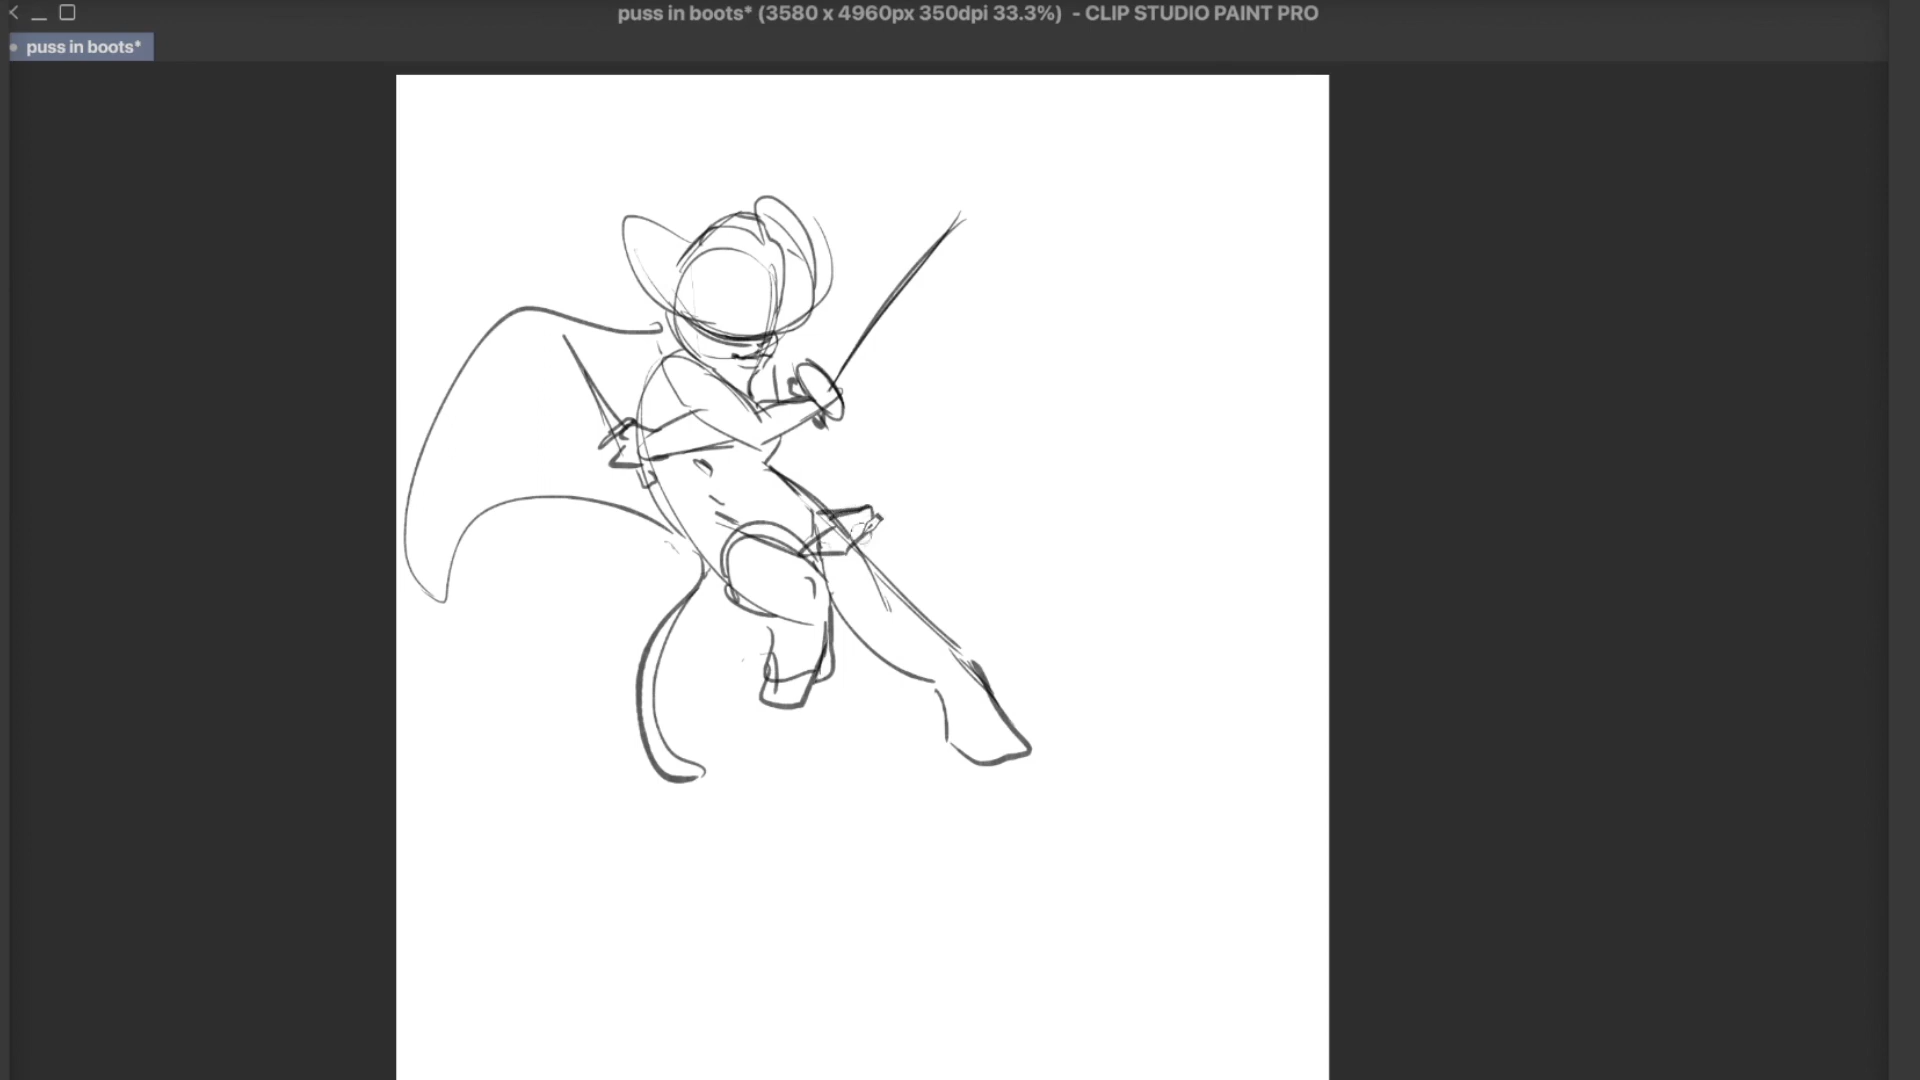 puss in boots* (3580 x 4960px 350dpi 33.3%) - CLIP STUDIO PAINT PRO
puss in boots*